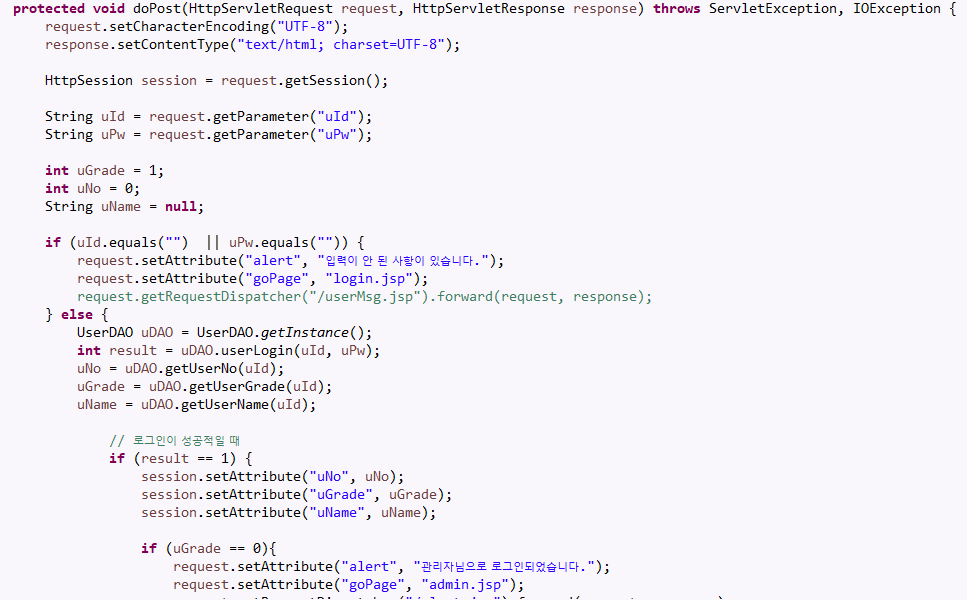 protected void doPost(HttpServletRequest request, HttpServletResponse response) throws ServletException, IOException {
request.setCharacterEncoding("UTF-8");
response.setContentType("text/html; charset=UTF-8");
HttpSession session = request.getSession();
String uId = request.getParameter("uId");
String uPw = request.getParameter("uPw");
int uGrade = 1;
int uNo = 0;
String uName = null;
if (uId.equals("")  || uPw.equals("")) {
request.setAttribute("alert", "입력이 안 된 사항이 있습니다.");
request.setAttribute("goPage", "login.jsp");
request.getRequestDispatcher("/userMsg.jsp").forward(request, response);
} else {
UserDAO uDAO = UserDAO.getInstance();
int result = uDAO.userLogin(uId, uPw);
uNo = uDAO.getUserNo(uId);
uGrade = uDAO.getUserGrade(uId);
uName = uDAO.getUserName(uId);
// 로그인이 성공적일 때
if (result == 1) {
session.setAttribute("uNo", uNo);
session.setAttribute("uGrade", uGrade);
session.setAttribute("uName", uName);
if (uGrade == 0){
request.setAttribute("alert", "관리자님으로 로그인되었습니다.");
request.setAttribute("goPage", "admin.jsp");